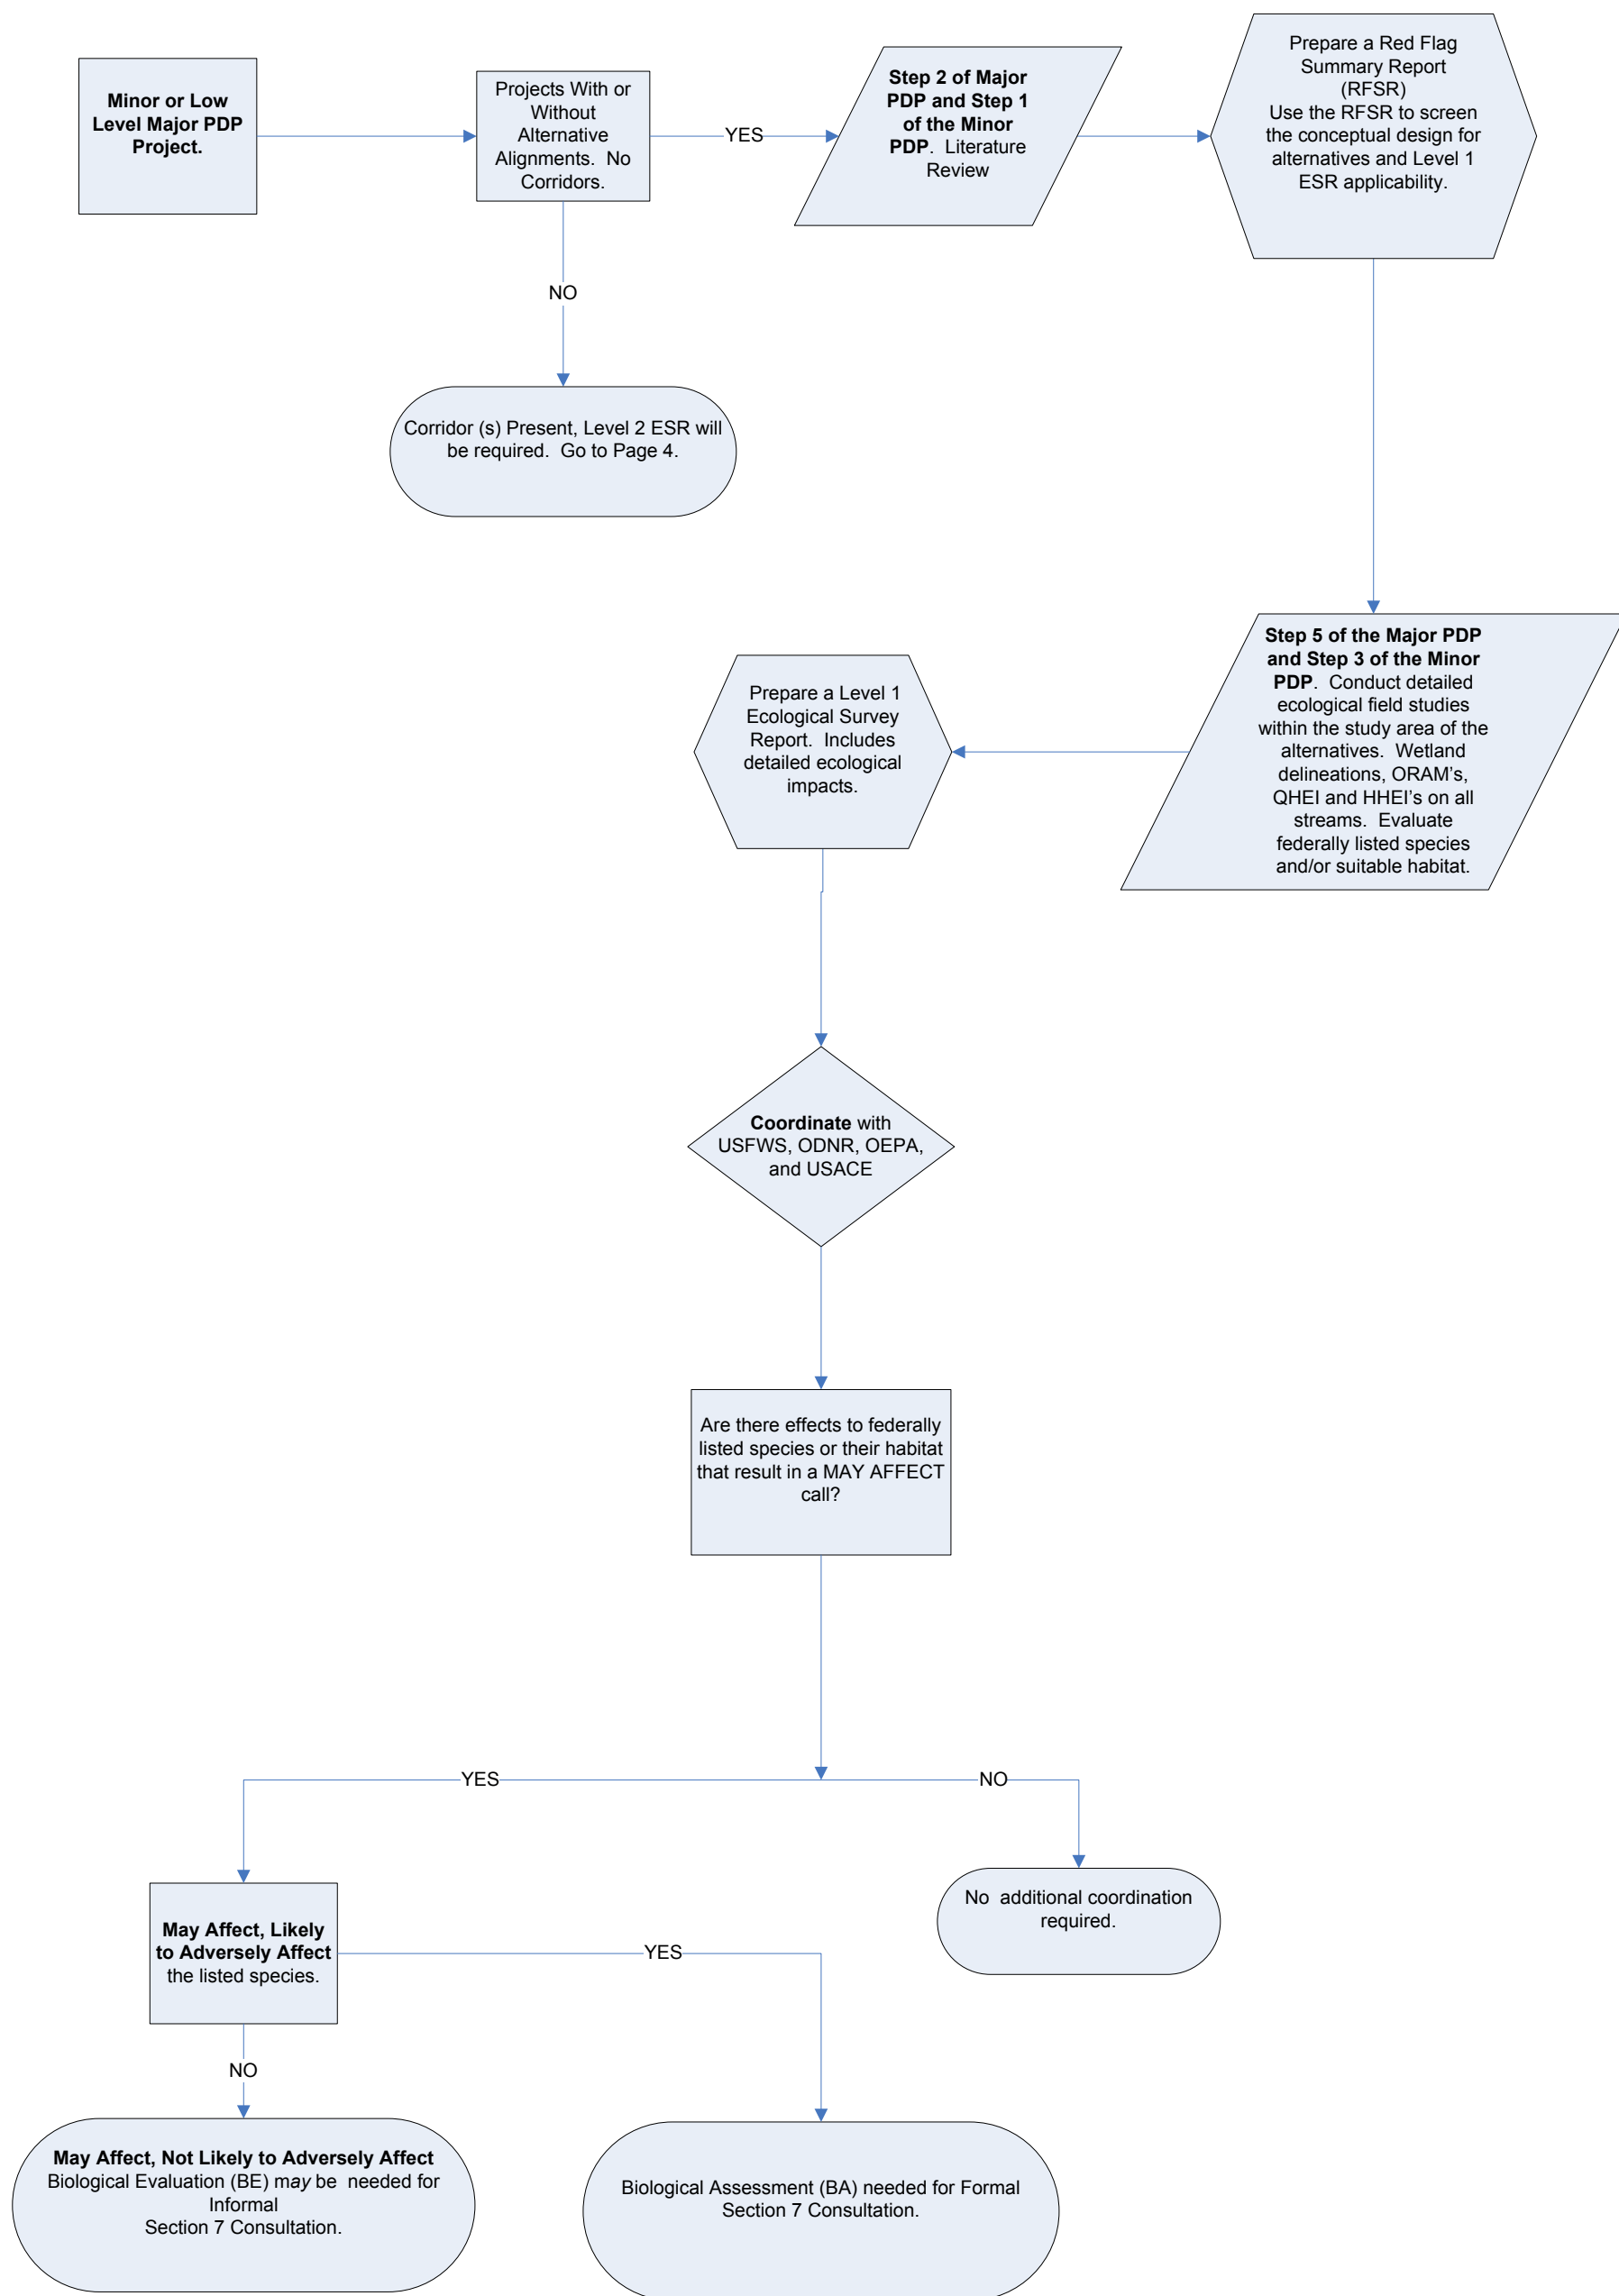 Minor or Low
Level Major PDP
Project.
Projects With or
Without
Alternative
Alignments.  No
Corridors.
YES
Step 2 of Major
PDP and Step 1
of the Minor
PDP.  Literature
Review
Prepare a Red Flag
Summary Report
(RFSR)
Use the RFSR to screen
the conceptual design for
alternatives and Level 1
ESR applicability.
NO
Corridor (s) Present, Level 2 ESR will
be required.  Go to Page 4.
Step 5 of the Major PDP
and Step 3 of the Minor
PDP.  Conduct detailed
ecological field studies
within the study area of the
alternatives.  Wetland
delineations, ORAM's,
QHEI and HHEI's on all
streams.  Evaluate
federally listed species
and/or suitable habitat.
Prepare a Level 1
Ecological Survey
Report.  Includes
detailed ecological
impacts.
Coordinate with
USFWS, ODNR, OEPA,
and USACE
Are there effects to federally
listed species or their habitat
that result in a MAY AFFECT
call?
YES
NO
No  additional coordination
required.
May Affect, Likely
to Adversely Affect
the listed species.
YES
NO
May Affect, Not Likely to Adversely Affect
Biological Evaluation (BE) may be  needed for
Informal
Section 7 Consultation.
Biological Assessment (BA) needed for Formal
Section 7 Consultation.